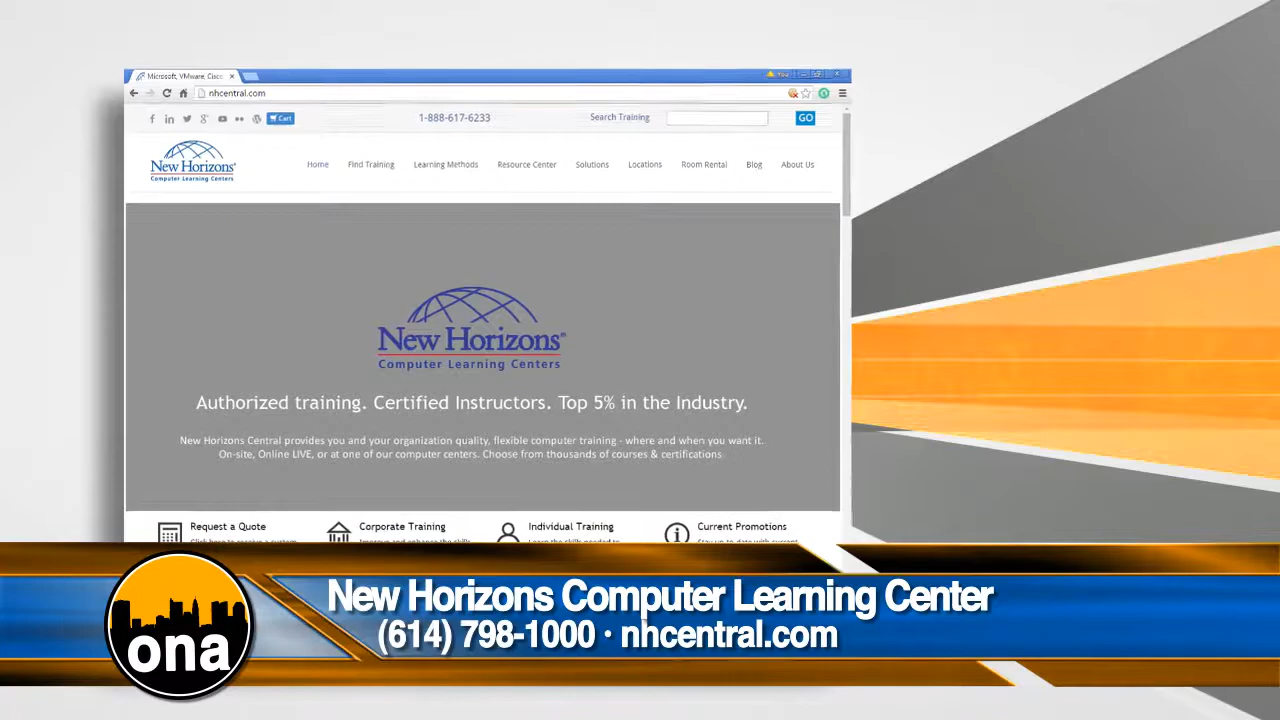 Microsoft, VMware, Cisco
You
nhcentral.com
Cart
1-888-617-6233
Search Training
GO
New Horizons®
Computer Learning Centers
Home
Find Training
Learning Methods
Resource Center
Solutions
Locations
Room Rental
Blog
About Us
New Horizons®
Computer Learning Centers
Authorized training. Certified Instructors. Top 5% in the Industry.
New Horizons Central provides you and your organization quality, flexible computer training - where and when you want it.
On-site, Online LIVE, or at one of our computer centers. Choose from thousands of courses & certifications
Request a Quote
Corporate Training
Individual Training
Current Promotions
New Horizons Computer Learning Center
(614) 798-1000 · nhcentral.com
ona